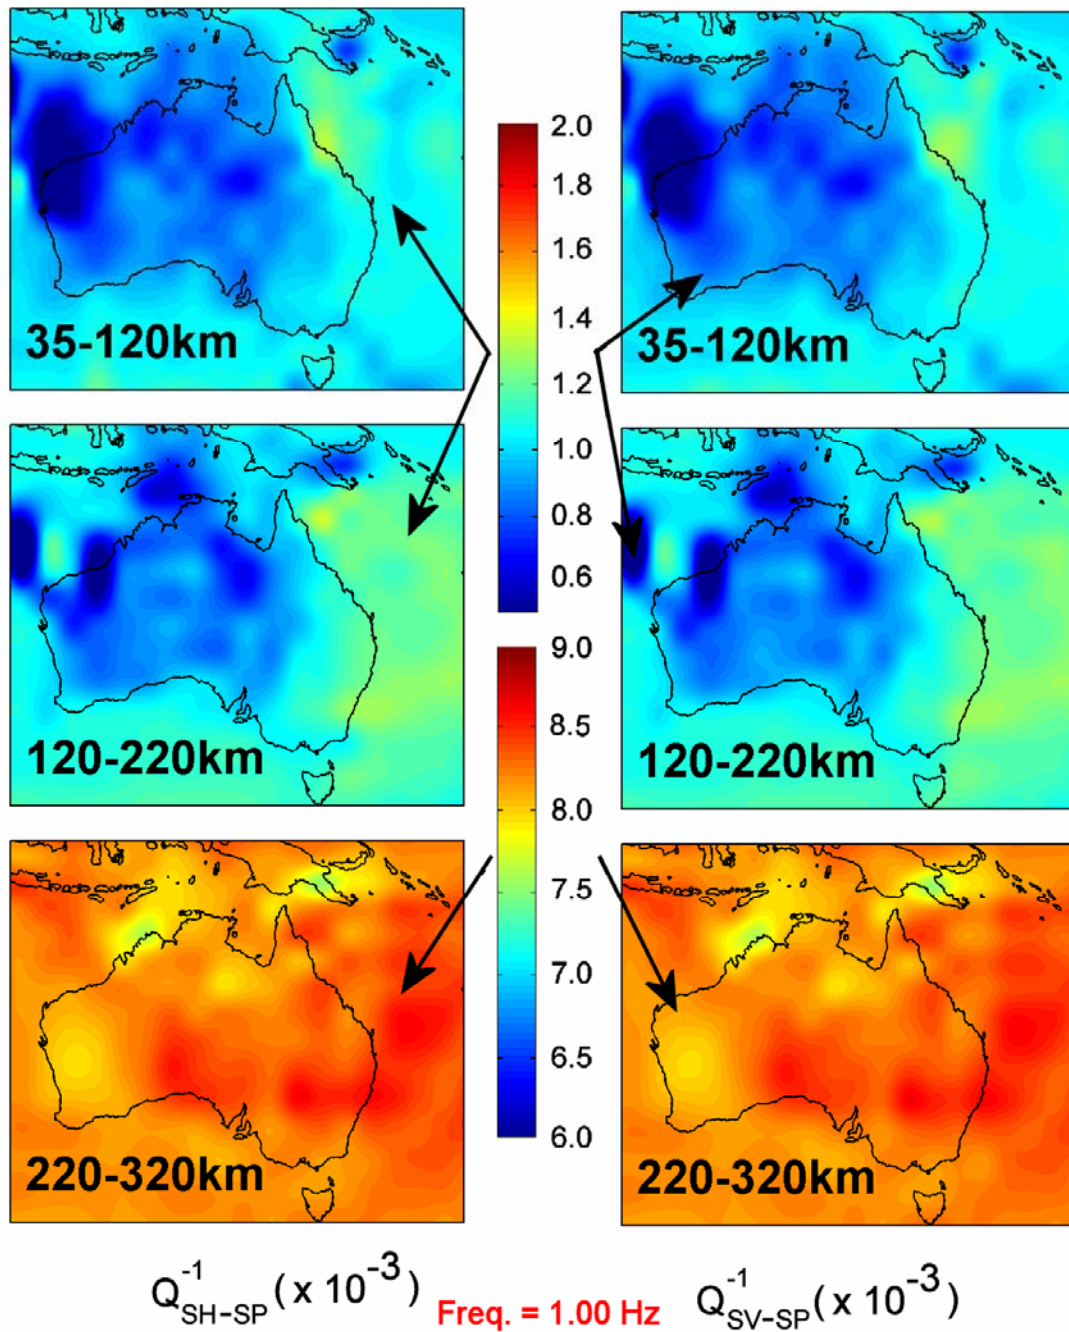 35-120km
35-120km
2.0
1.8
1.6
1.4
1.2
1.0
0.8
0.6
120-220km
120-220km
9.0
8.5
8.0
7.5
7.0
6.5
6.0
220-320km
220-320km
Q⁻¹SH-SP (x 10⁻³)
Freq. = 1.00 Hz
Q⁻¹SV-SP (x 10⁻³)